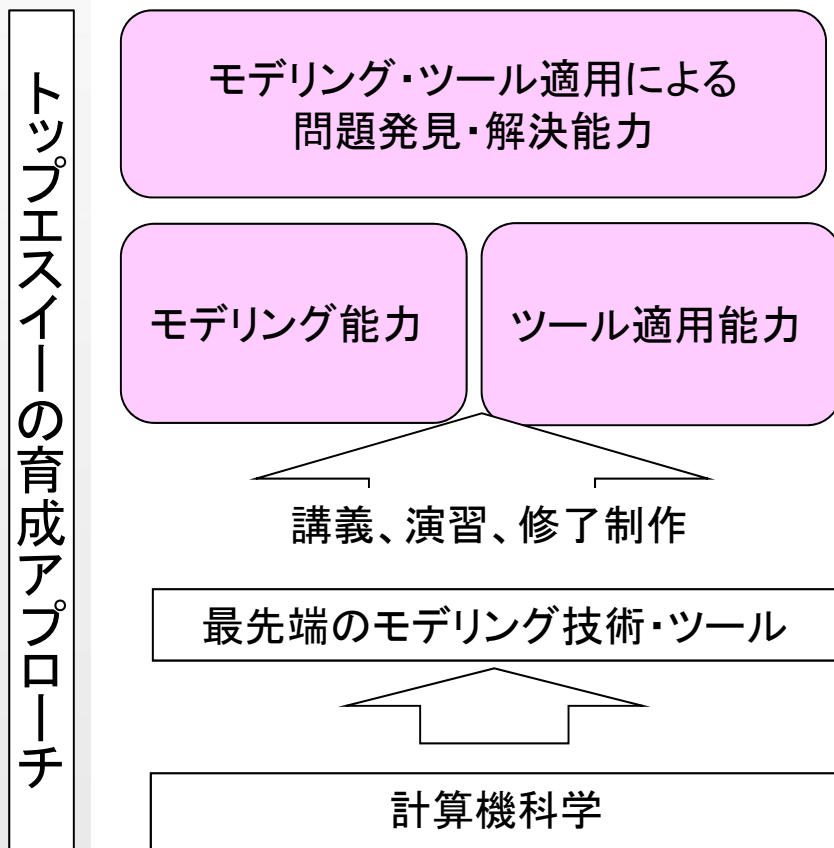 トップエスイーの育成アプローチ
モデリング・ツール適用による
問題発見・解決能力
モデリング能力
ツール適用能力
講義、演習、修了制作
最先端のモデリング技術・ツール
計算機科学